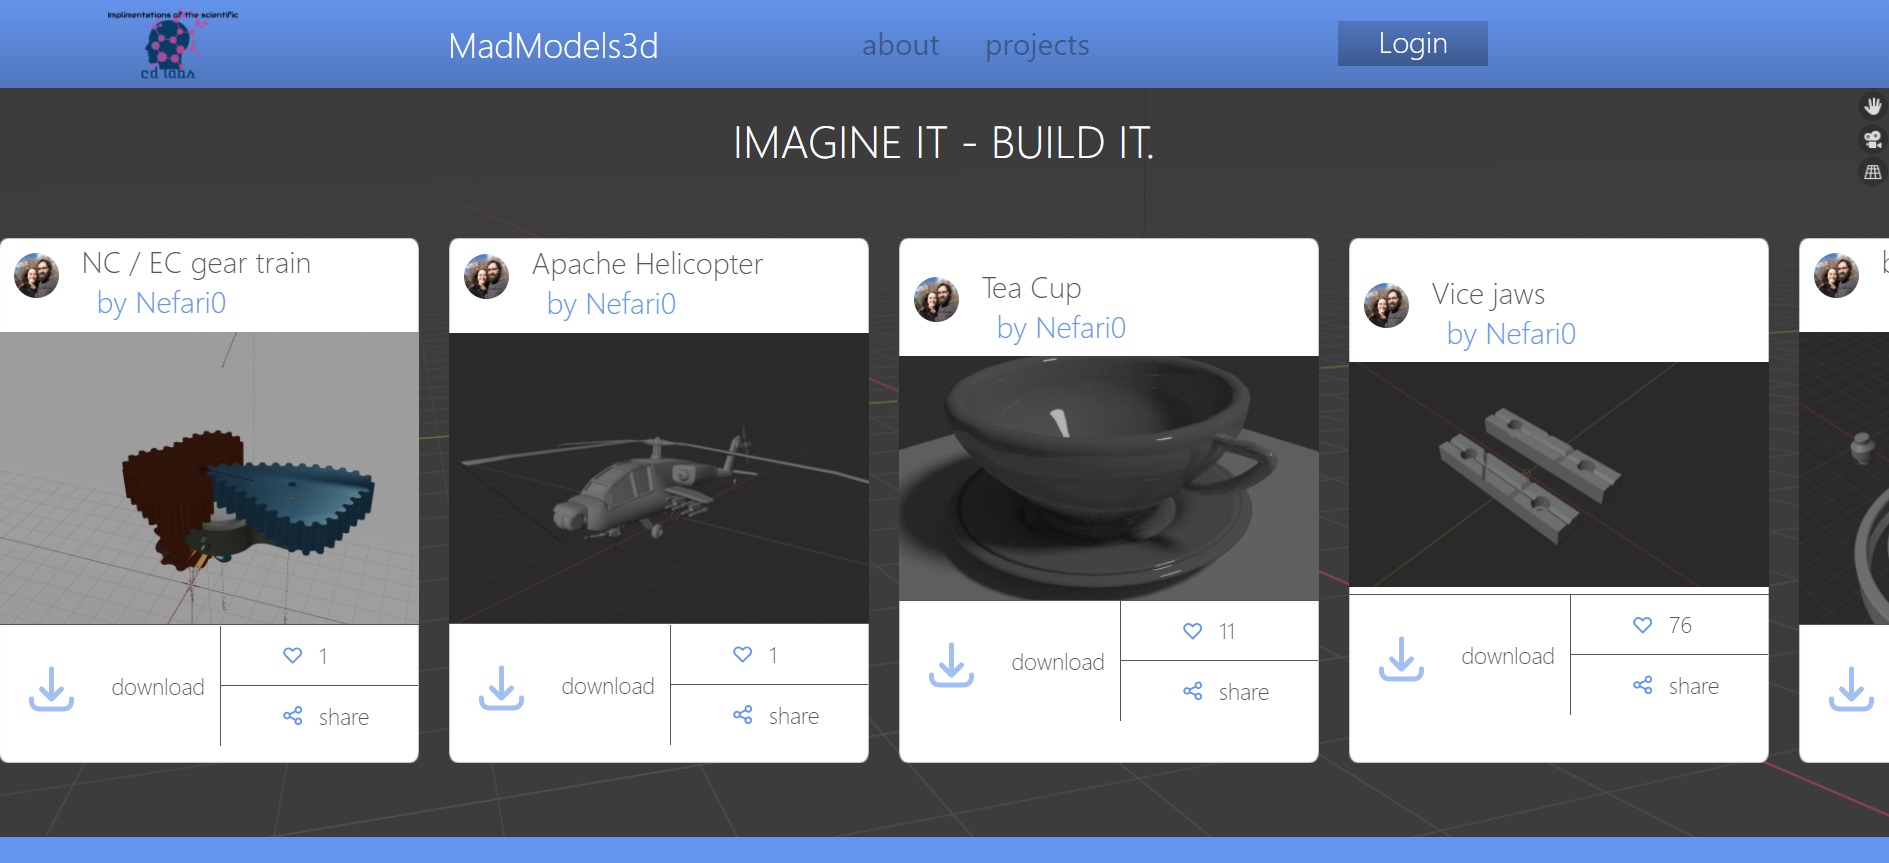 Implimentations of the scientific
cd labs
MadModels3d
about
projects
Login
IMAGINE IT - BUILD IT.
NC / EC gear train
by Nefari0
download
1
share
Apache Helicopter
by Nefari0
download
1
share
Tea Cup
by Nefari0
download
11
share
Vice jaws
by Nefari0
download
76
share